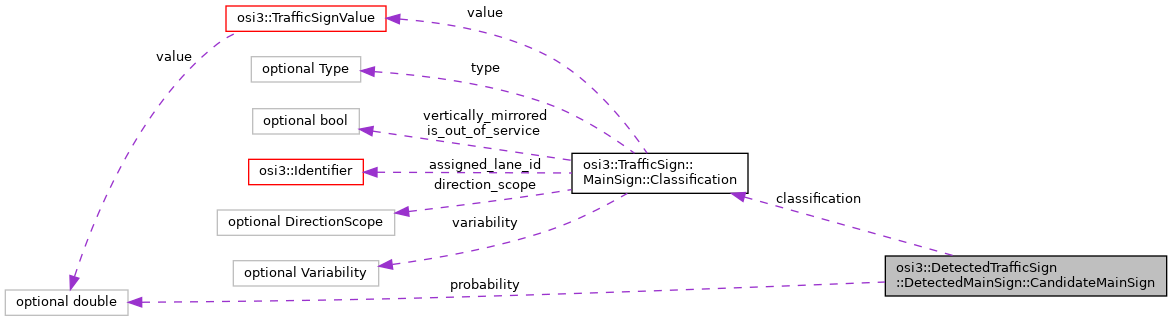 osi3::TrafficSignValue
value
value
optional Type
type
optional bool
vertically_mirrored
is_out_of_service
osi3::Identifier
assigned_lane_id
osi3::TrafficSign::
MainSign::Classification
direction_scope
optional DirectionScope
variability
classification
optional Variability
osi3::DetectedTrafficSign
::DetectedMainSign::CandidateMainSign
probability
optional double